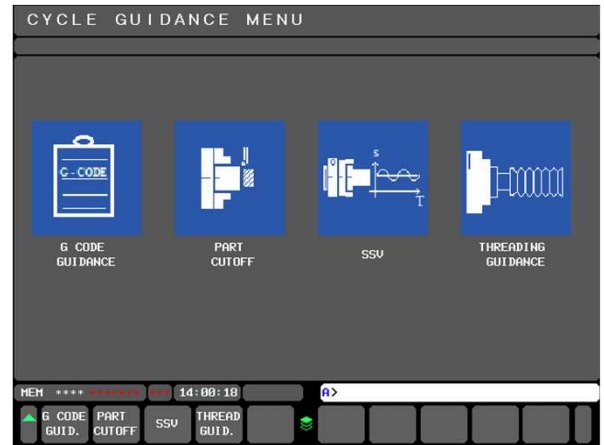 CYCLE GUIDANCE MENU
G-CODE
S
T
G CODE
GUIDANCE
PART
CUTOFF
SSV
THREADING
GUIDANCE
MEM **** ******* *** 14:00:18 A>
G CODE
GUID.
PART
CUTOFF
SSV
THREAD
GUID.